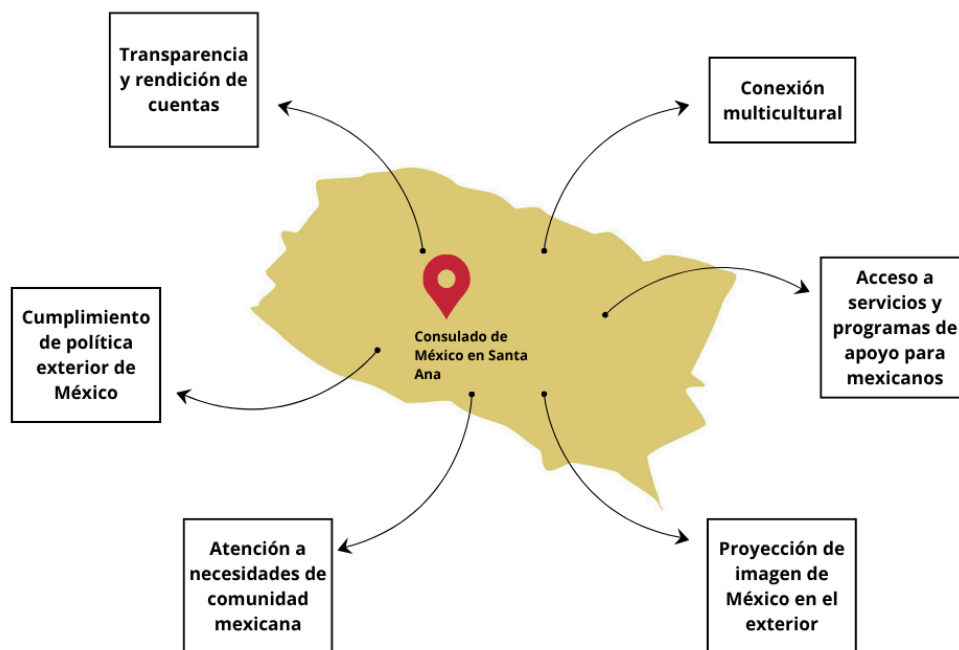 Transparencia
y rendición de
cuentas
Conexión
multicultural
Cumplimiento
de política
exterior de
México
Consulado de
México en Santa
Ana
Acceso a
servicios y
programas de
apoyo para
mexicanos
Atención a
necesidades de
comunidad
mexicana
Proyección de
imagen de
México en el
exterior